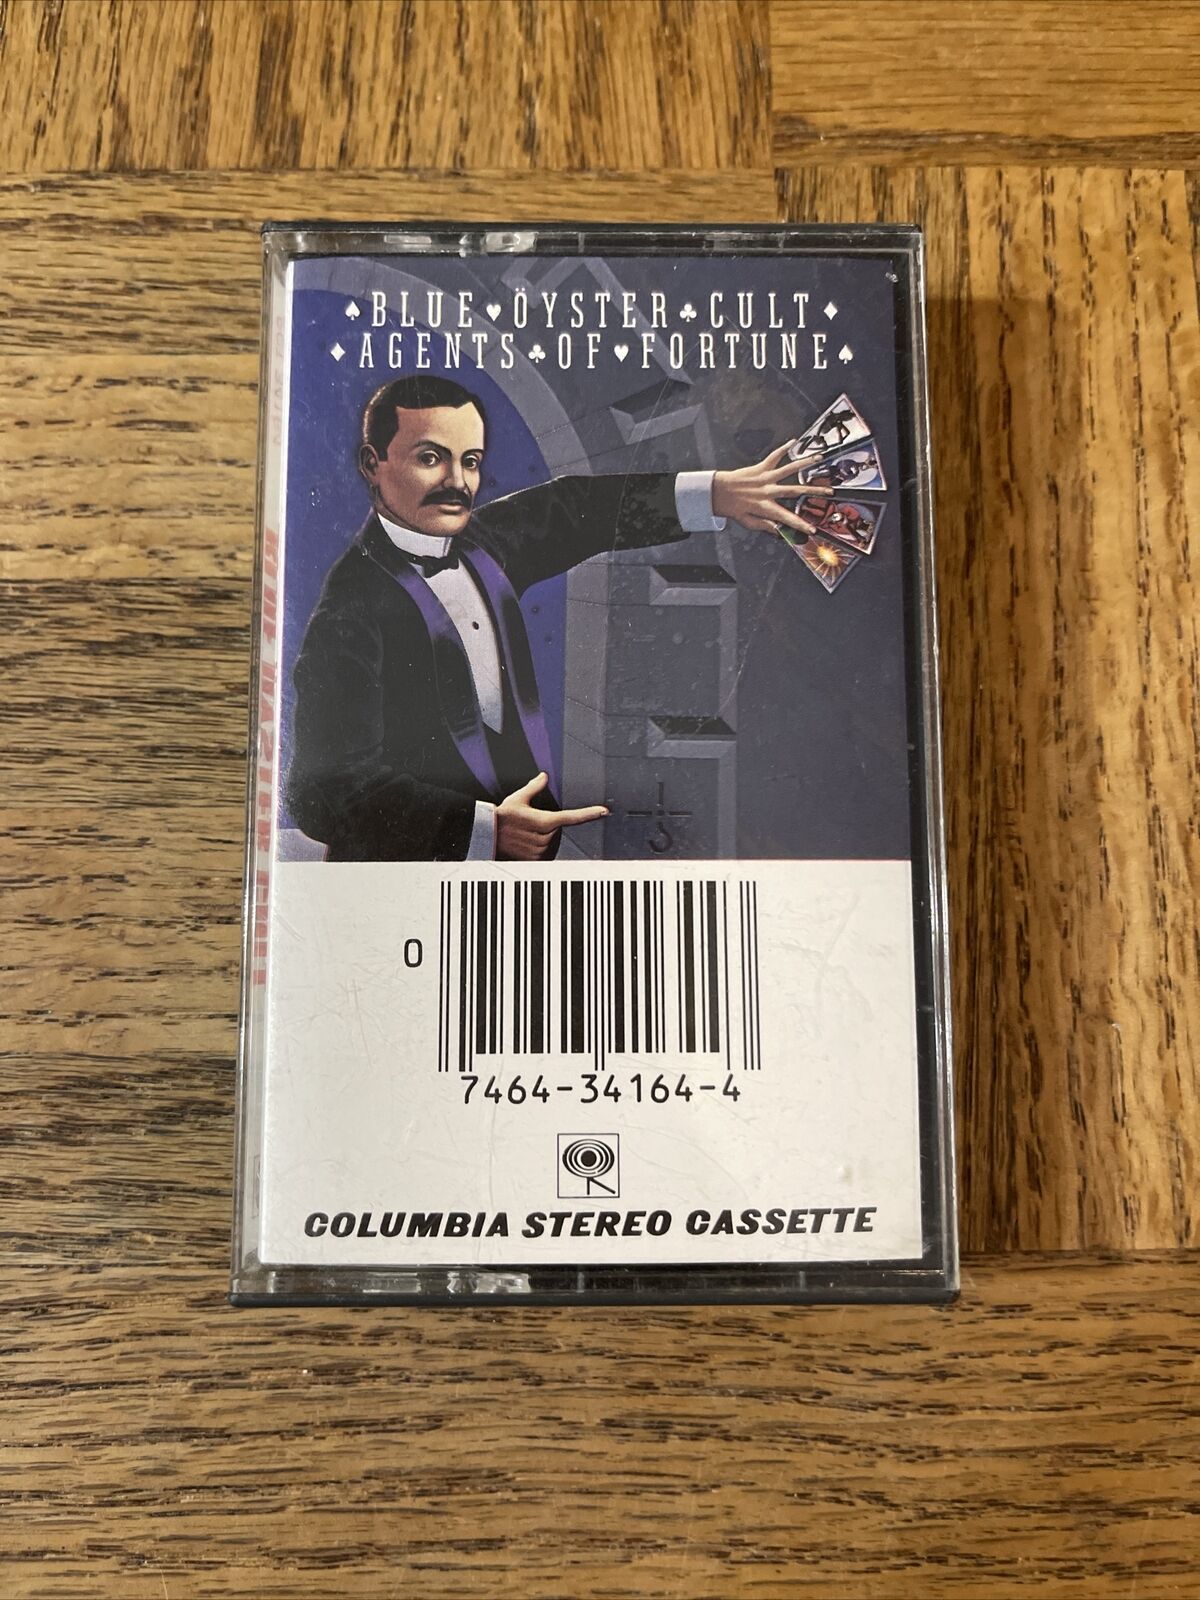 ♠BLUE♥ÖYSTER♣CULT♦
♦AGENTS♣OF♥FORTUNE♠
0
7464-34164-4
COLUMBIA STEREO CASSETTE